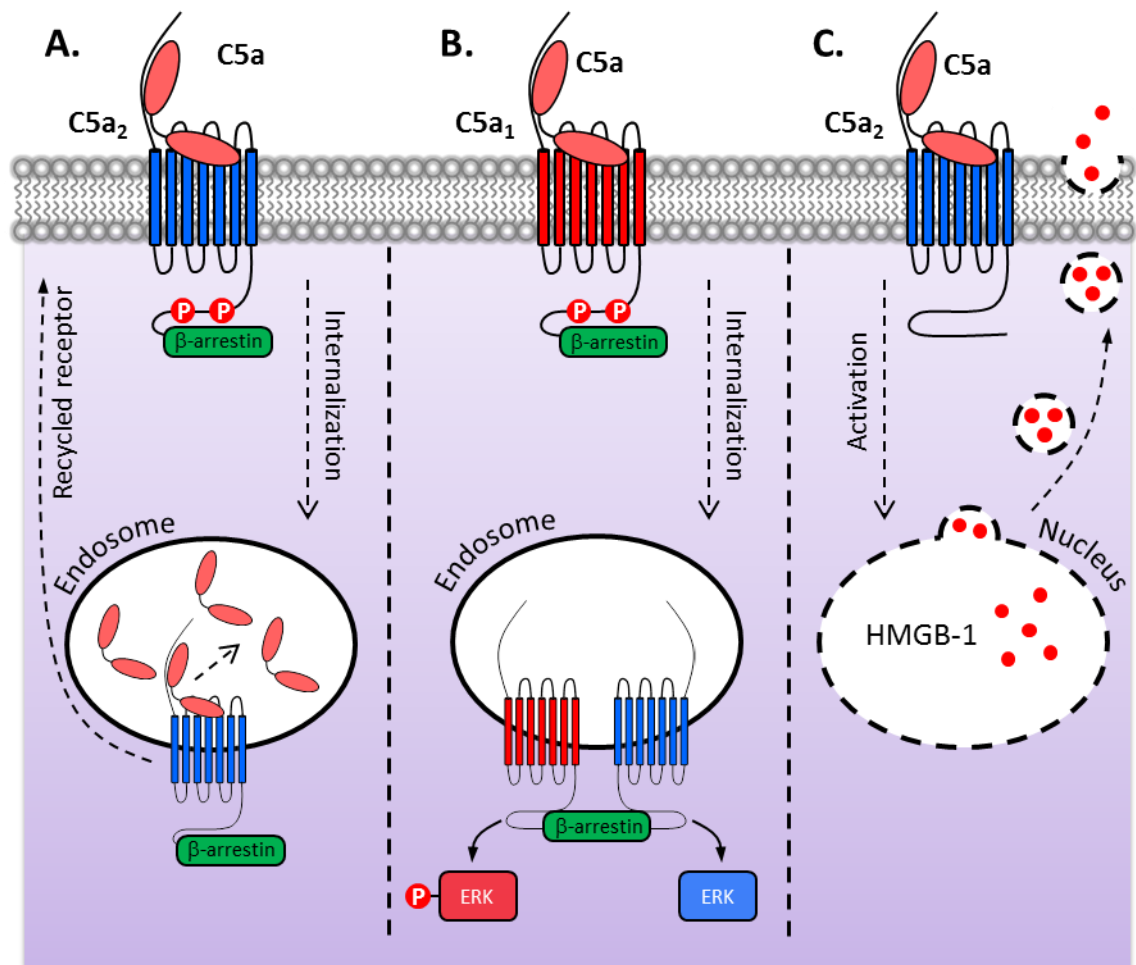 A.
C5a
C5a₂
P P
β-arrestin
Internalization
Recycled receptor
Endosome
β-arrestin
B.
C5a
C5a₁
P P
β-arrestin
Internalization
Endosome
β-arrestin
P
ERK
ERK
C.
C5a
C5a₂
Activation
Nucleus
HMGB-1